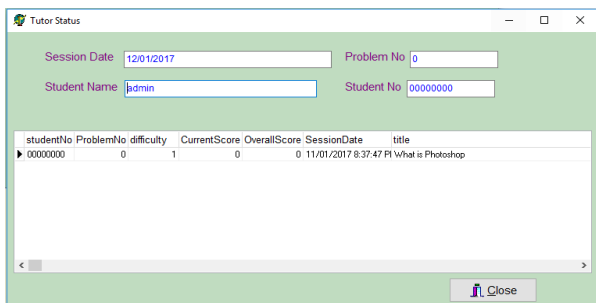 Tutor Status
Session Date 12/01/2017 Problem No 0
Student Name admin Student No 00000000
studentNo ProblemNo difficulty CurrentScore OverallScore SessionDate title
00000000 0 1 0 0 11/01/2017 8:37:47 PI What is Photoshop
Close